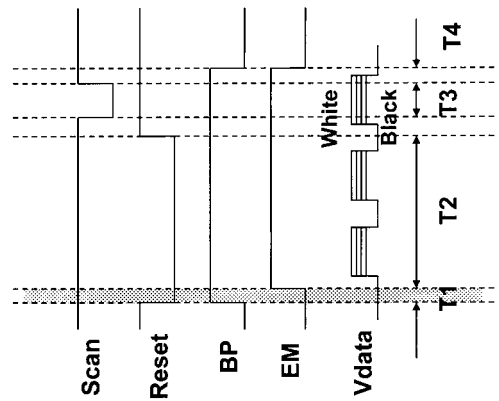 Scan
Reset
BP
EM
Vdata
White
Black
T1
T2
T3
T4